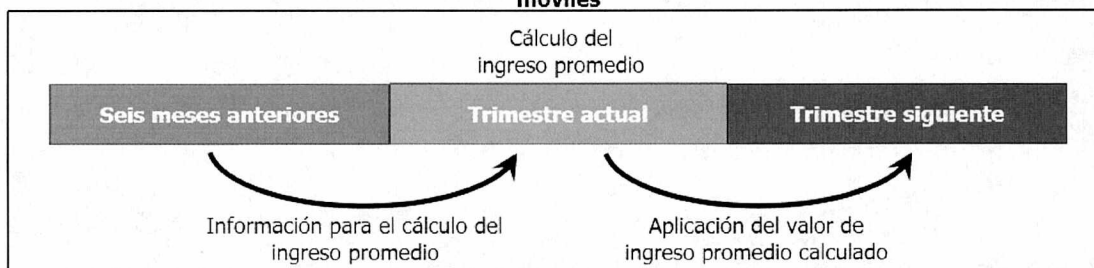 móviles
Cálculo del
ingreso promedio
Seis meses anteriores
Trimestre actual
Trimestre siguiente
Información para el cálculo del
ingreso promedio
Aplicación del valor de
ingreso promedio calculado